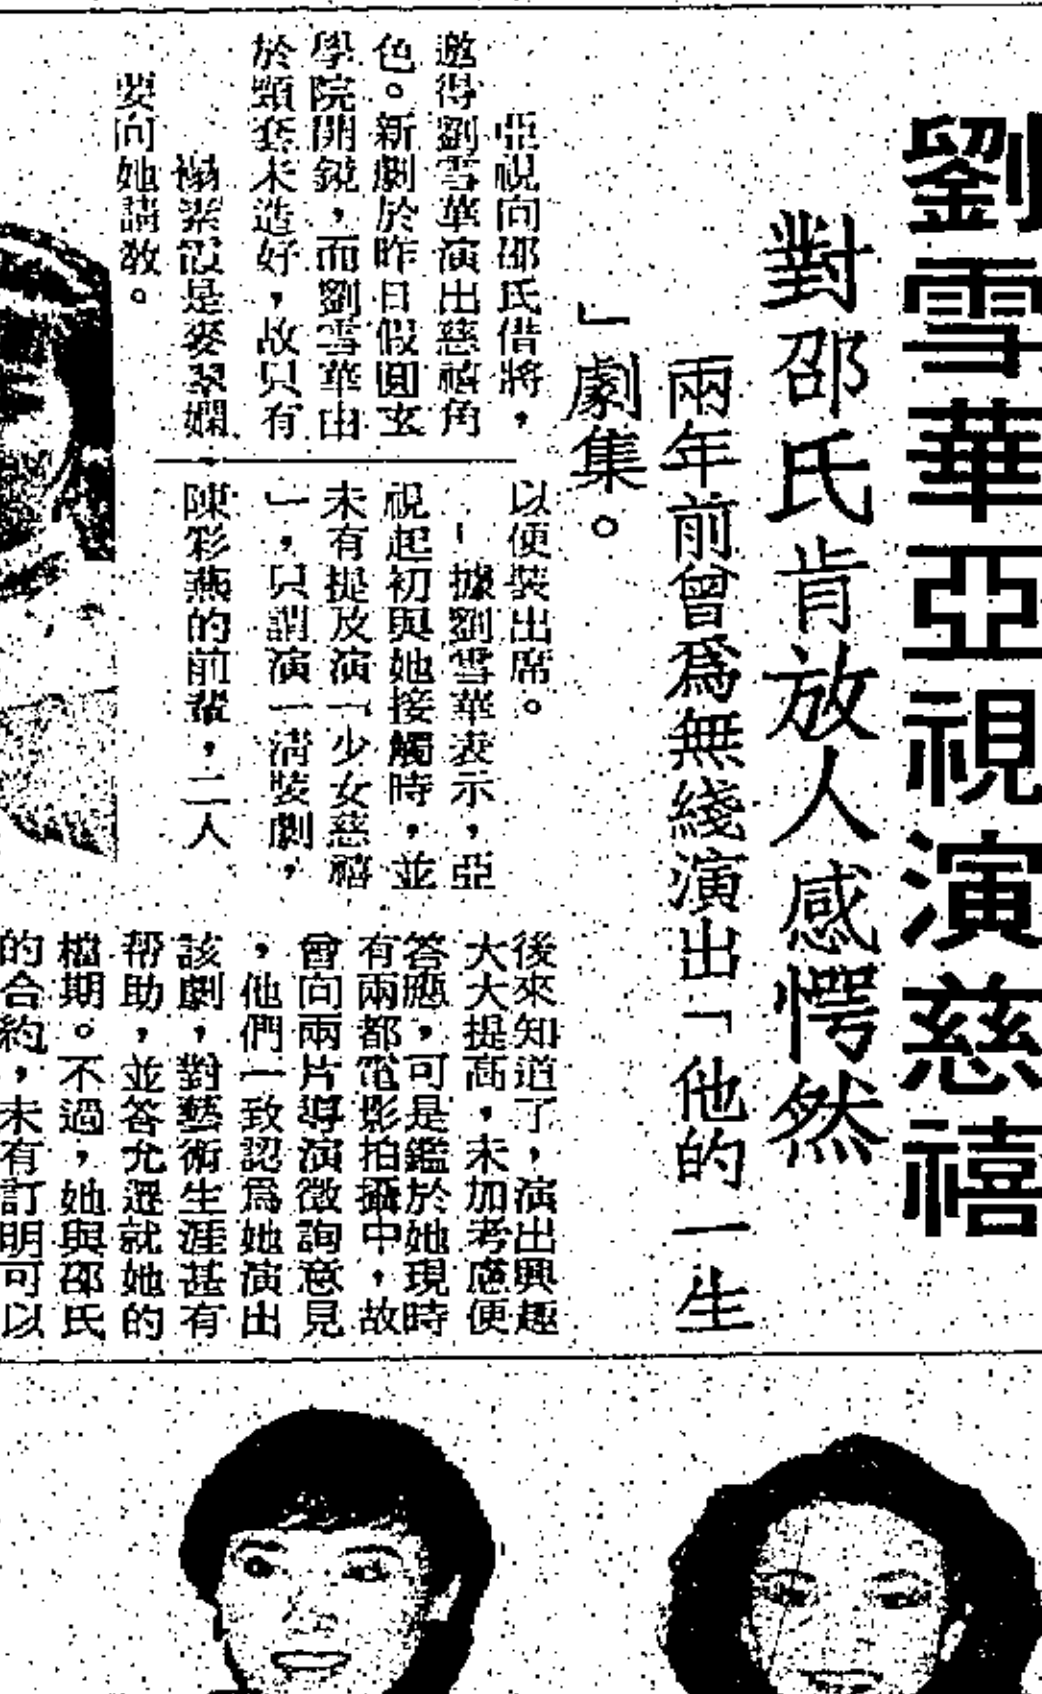 劉雪華亞視演慈禧
對邵氏肯放人感愕然
兩年前曾爲無綫演出「他的一生
」劇集。
亞視向邵氏借將，
邀得劉雪華演出慈禧角
色。新劇於昨日假圓玄
學院開鏡，而劉雪華由
於頸套未造好，故只有
以便裝出席。
據劉雪華表示，亞
視起初與她接觸時，並
未有提及演「少女慈禧
」，只謂演一清裝劇，
後來知道了，演出興趣
大大提高，未加考慮便
答應，可是鑑於她現時
有兩都電影拍攝中，故
曾向兩片導演徵詢意見
，他們一致認爲她演出
該劇，對藝術生涯甚有
帮助，並答允遷就她的
檔期。不過，她與邵氏
的合約，未有訂明可以
素霞是麥翠嫻、
陳彩燕的前輩，二人
要向她請教。